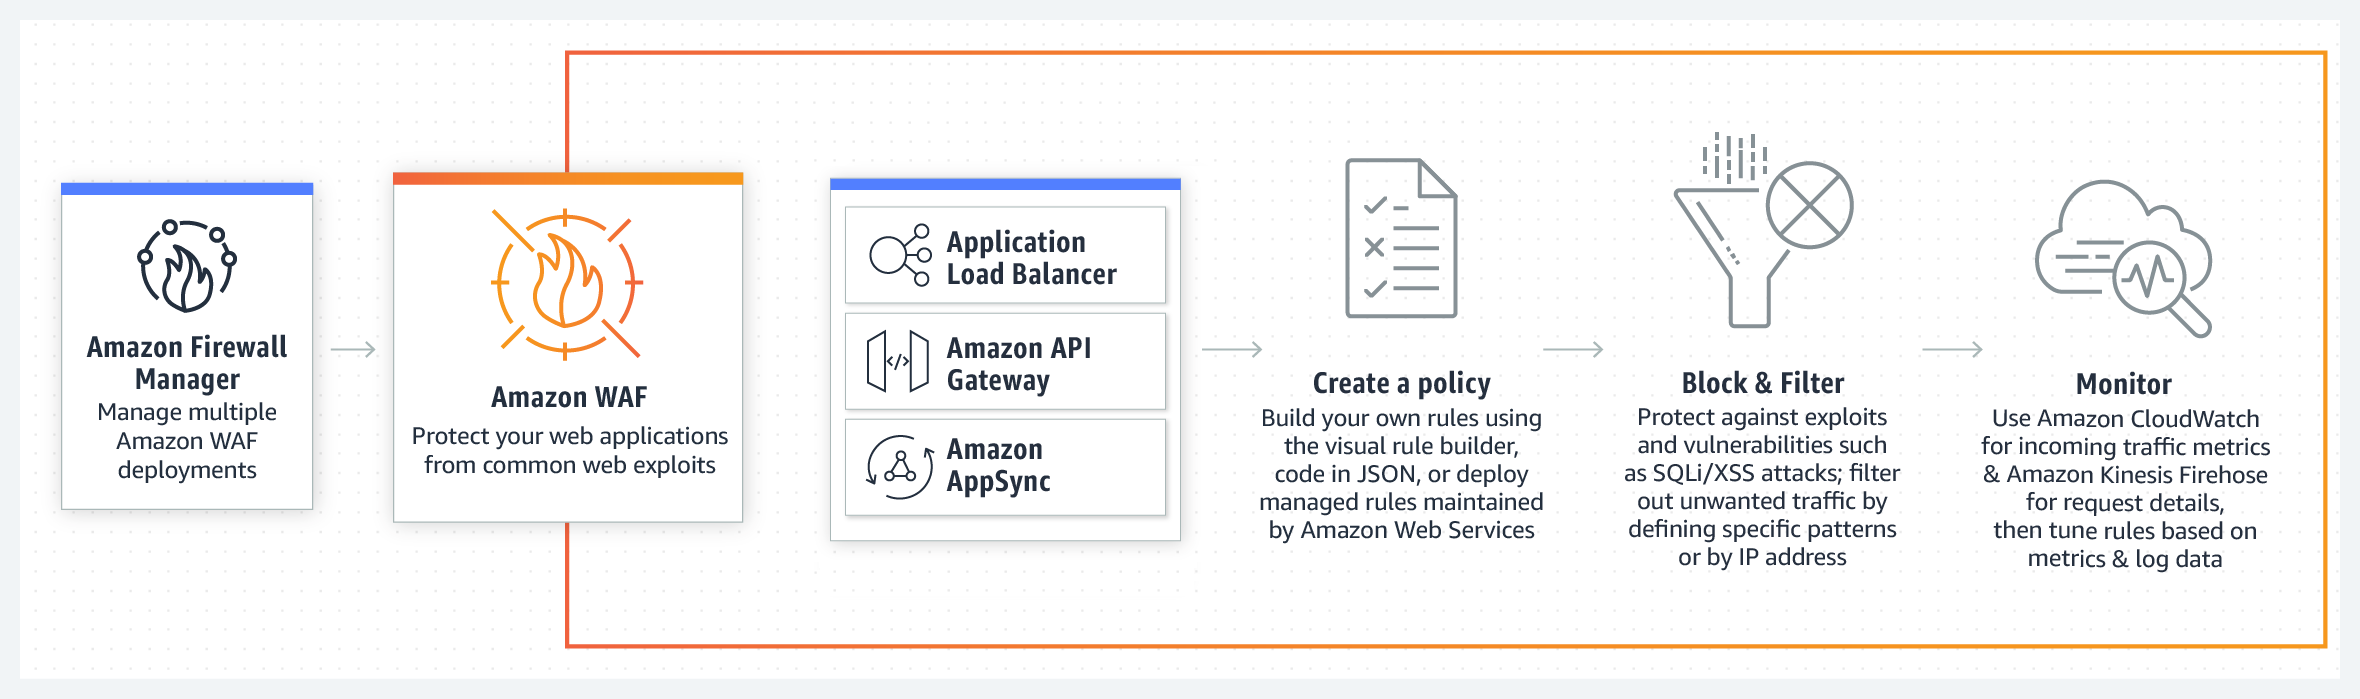 Amazon Firewall
Manager
Manage multiple
Amazon WAF
deployments
Amazon WAF
Protect your web applications
from common web exploits
Application
Load Balancer
</>
Amazon API
Gateway
Amazon
AppSync
Create a policy
Build your own rules using
the visual rule builder,
code in JSON, or deploy
managed rules maintained
by Amazon Web Services
Block & Filter
Protect against exploits
and vulnerabilities such
as SQLi/XSS attacks; filter
out unwanted traffic by
defining specific patterns
or by IP address
Monitor
Use Amazon CloudWatch
for incoming traffic metrics
& Amazon Kinesis Firehose
for request details,
then tune rules based on
metrics & log data